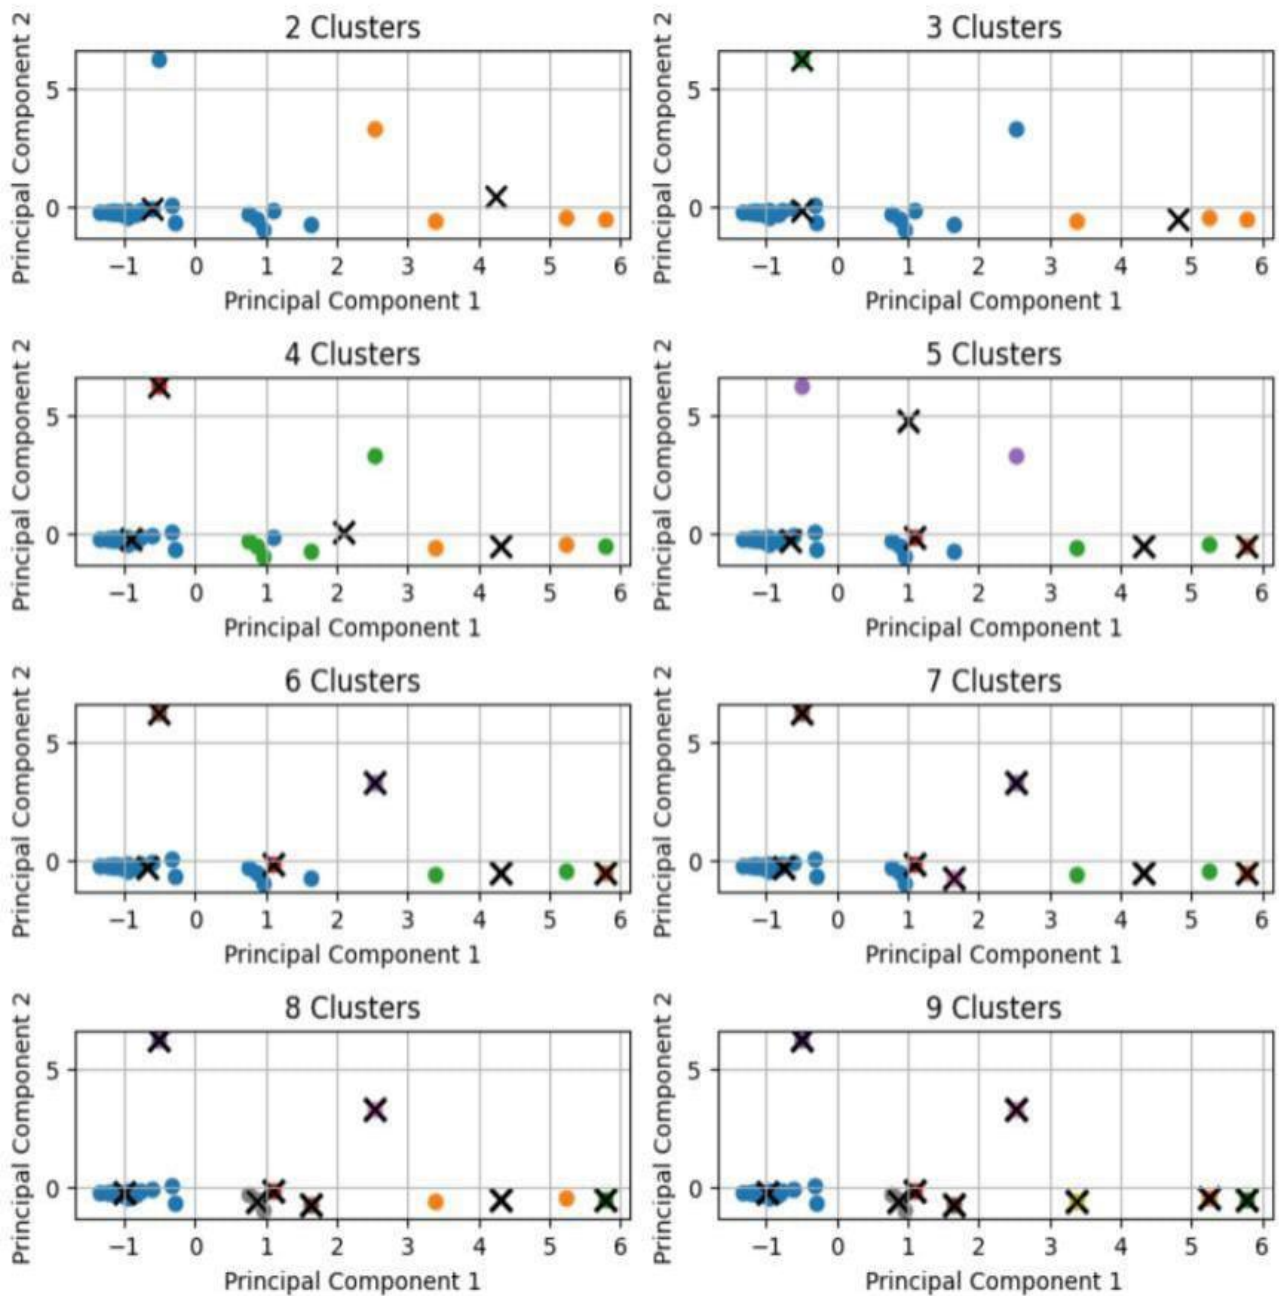 2 Clusters
Principal Component 2
5
0
−1 0 1 2 3 4 5 6
Principal Component 1
3 Clusters
Principal Component 2
5
0
−1 0 1 2 3 4 5 6
Principal Component 1
4 Clusters
Principal Component 2
5
0
−1 0 1 2 3 4 5 6
Principal Component 1
5 Clusters
Principal Component 2
5
0
−1 0 1 2 3 4 5 6
Principal Component 1
6 Clusters
Principal Component 2
5
0
−1 0 1 2 3 4 5 6
Principal Component 1
7 Clusters
Principal Component 2
5
0
−1 0 1 2 3 4 5 6
Principal Component 1
8 Clusters
Principal Component 2
5
0
−1 0 1 2 3 4 5 6
Principal Component 1
9 Clusters
Principal Component 2
5
0
−1 0 1 2 3 4 5 6
Principal Component 1